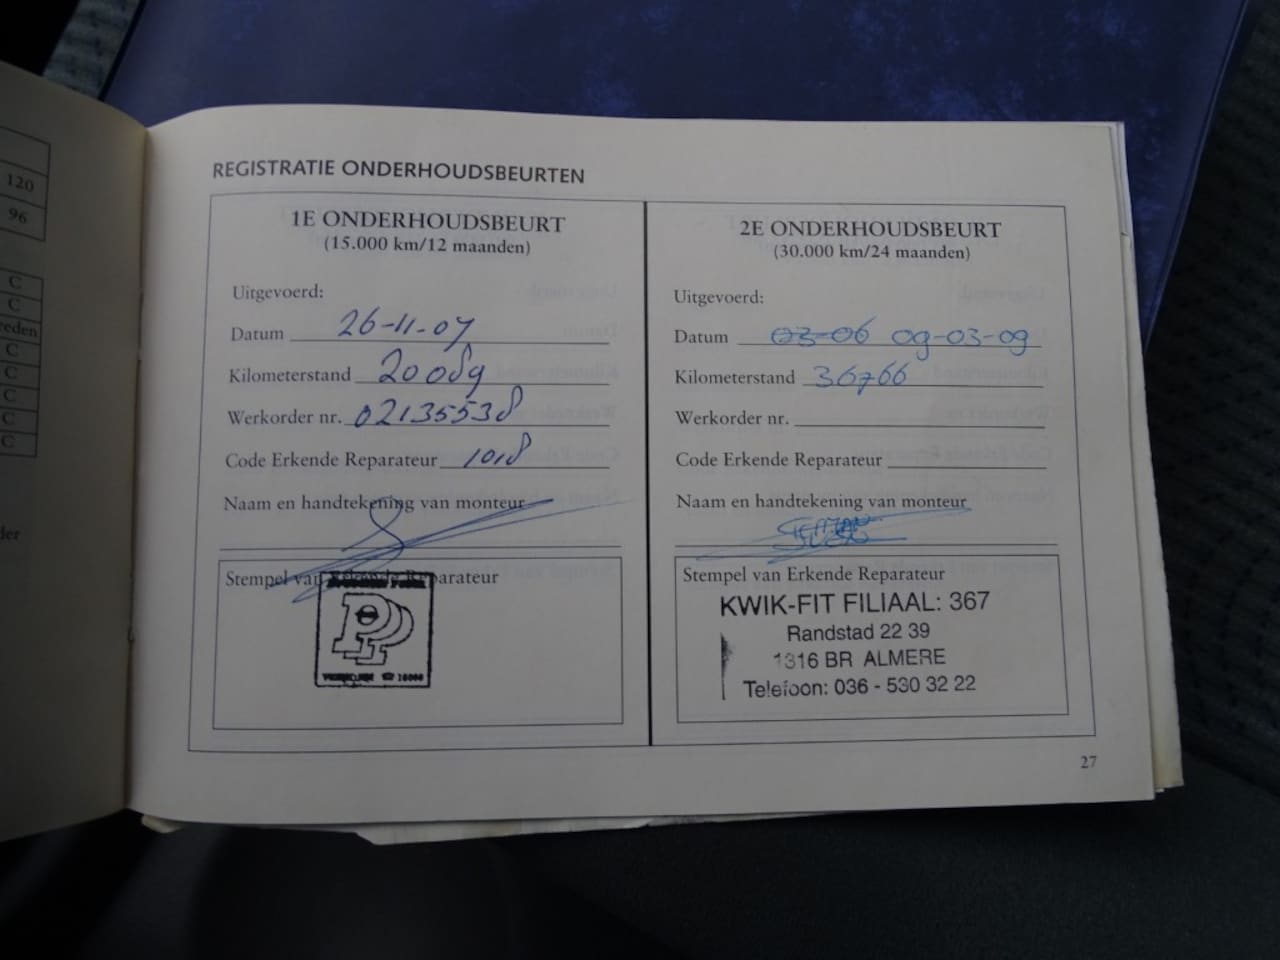 120
96
C
C
reden
C
C
C
C
C
der
REGISTRATIE ONDERHOUDSBEURTEN
1E ONDERHOUDSBEURT
(15.000 km/12 maanden)
Uitgevoerd:
Datum 26-11-07
Kilometerstand 20089
Werkorder nr. 02135538
Code Erkende Reparateur 1018
Naam en handtekening van monteur
Stempel van Erkende Reparateur
2E ONDERHOUDSBEURT
(30.000 km/24 maanden)
Uitgevoerd:
Datum 03-06 09-03-09
Kilometerstand 36766
Werkorder nr.
Code Erkende Reparateur
Naam en handtekening van monteur
Stempel van Erkende Reparateur
KWIK-FIT FILIAAL: 367
Randstad 22 39
1316 BR ALMERE
Telefoon: 036 - 530 32 22
27